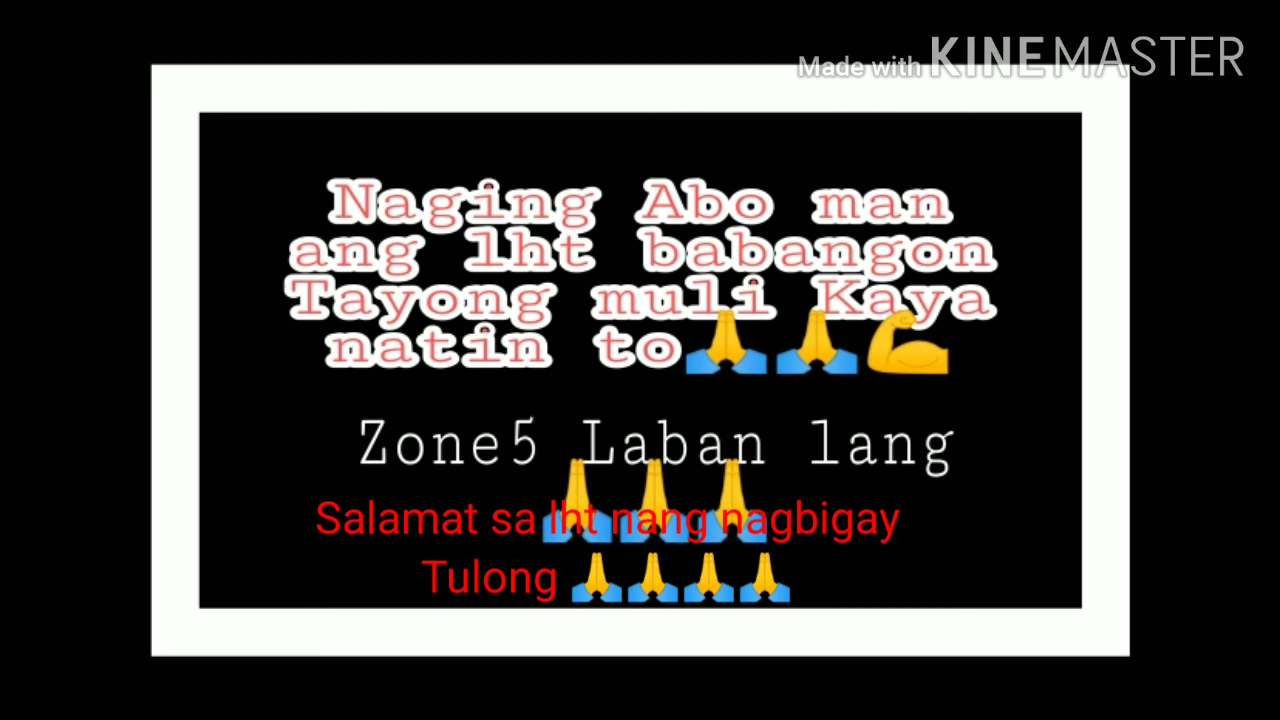 Made with KINEMASTER
Naging Abo man
ang lht babangon
Tayong muli Kaya
natin to🙏🙏💪
Zone5 Laban lang
🙏🙏🙏
Salamat sa lht nang nagbigay
Tulong 🙏🙏🙏🙏